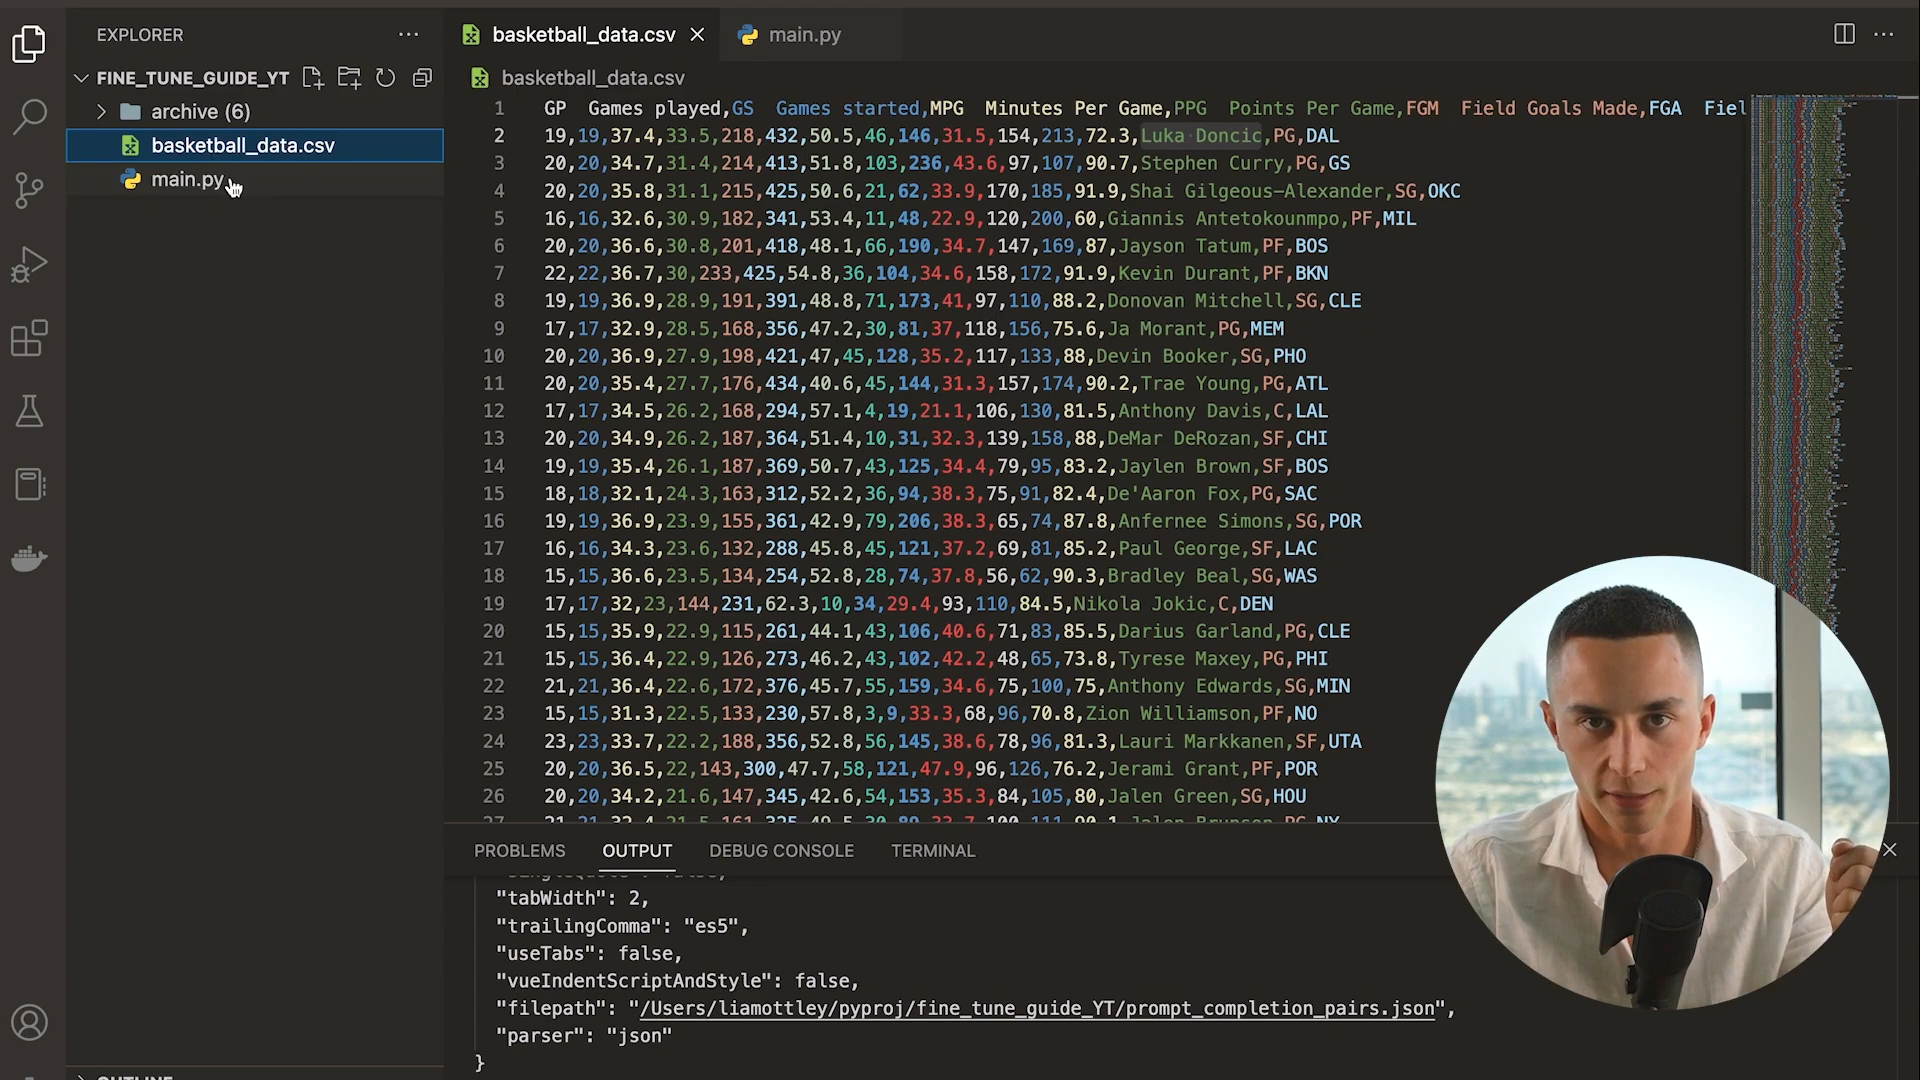 EXPLORER
basketball_data.csv
main.py
FINE_TUNE_GUIDE_YT
basketball_data.csv
archive (6)
basketball_data.csv
main.py
1 GP  Games played,GS  Games started,MPG  Minutes Per Game,PPG  Points Per Game,FGM  Field Goals Made,FGA  Fiel
2 19,19,37.4,33.5,218,432,50.5,46,146,31.5,154,213,72.3,Luka Doncic,PG,DAL
3 20,20,34.7,31.4,214,413,51.8,103,236,43.6,97,107,90.7,Stephen Curry,PG,GS
4 20,20,35.8,31.1,215,425,50.6,21,62,33.9,170,185,91.9,Shai Gilgeous-Alexander,SG,OKC
5 16,16,32.6,30.9,182,341,53.4,11,48,22.9,120,200,60,Giannis Antetokounmpo,PF,MIL
6 20,20,36.6,30.8,201,418,48.1,66,190,34.7,147,169,87,Jayson Tatum,PF,BOS
7 22,22,36.7,30,233,425,54.8,36,104,34.6,158,172,91.9,Kevin Durant,PF,BKN
8 19,19,36.9,28.9,191,391,48.8,71,173,41,97,110,88.2,Donovan Mitchell,SG,CLE
9 17,17,32.9,28.5,168,356,47.2,30,81,37,118,156,75.6,Ja Morant,PG,MEM
10 20,20,36.9,27.9,198,421,47,45,128,35.2,117,133,88,Devin Booker,SG,PHO
11 20,20,35.4,27.7,176,434,40.6,45,144,31.3,157,174,90.2,Trae Young,PG,ATL
12 17,17,34.5,26.2,168,294,57.1,4,19,21.1,106,130,81.5,Anthony Davis,C,LAL
13 20,20,34.9,26.2,187,364,51.4,10,31,32.3,139,158,88,DeMar DeRozan,SF,CHI
14 19,19,35.4,26.1,187,369,50.7,43,125,34.4,79,95,83.2,Jaylen Brown,SF,BOS
15 18,18,32.1,24.3,163,312,52.2,36,94,38.3,75,91,82.4,De'Aaron Fox,PG,SAC
16 19,19,36.9,23.9,155,361,42.9,79,206,38.3,65,74,87.8,Anfernee Simons,SG,POR
17 16,16,34.3,23.6,132,288,45.8,45,121,37.2,69,81,85.2,Paul George,SF,LAC
18 15,15,36.6,23.5,134,254,52.8,28,74,37.8,56,62,90.3,Bradley Beal,SG,WAS
19 17,17,32,23,144,231,62.3,10,34,29.4,93,110,84.5,Nikola Jokic,C,DEN
20 15,15,35.9,22.9,115,261,44.1,43,106,40.6,71,83,85.5,Darius Garland,PG,CLE
21 15,15,36.4,22.9,126,273,46.2,43,102,42.2,48,65,73.8,Tyrese Maxey,PG,PHI
22 21,21,36.4,22.6,172,376,45.7,55,159,34.6,75,100,75,Anthony Edwards,SG,MIN
23 15,15,31.3,22.5,133,230,57.8,3,9,33.3,68,96,70.8,Zion Williamson,PF,NO
24 23,23,33.7,22.2,188,356,52.8,56,145,38.6,78,96,81.3,Lauri Markkanen,SF,UTA
25 20,20,36.5,22,143,300,47.7,58,121,47.9,96,126,76.2,Jerami Grant,PF,POR
26 20,20,34.2,21.6,147,345,42.6,54,153,35.3,84,105,80,Jalen Green,SG,HOU
PROBLEMS OUTPUT DEBUG CONSOLE TERMINAL
"tabWidth": 2,
"trailingComma": "es5",
"useTabs": false,
"vueIndentScriptAndStyle": false,
"filepath": "/Users/liamottley/pyproj/fine_tune_guide_YT/prompt_completion_pairs.json",
"parser": "json"
}
OUTLINE